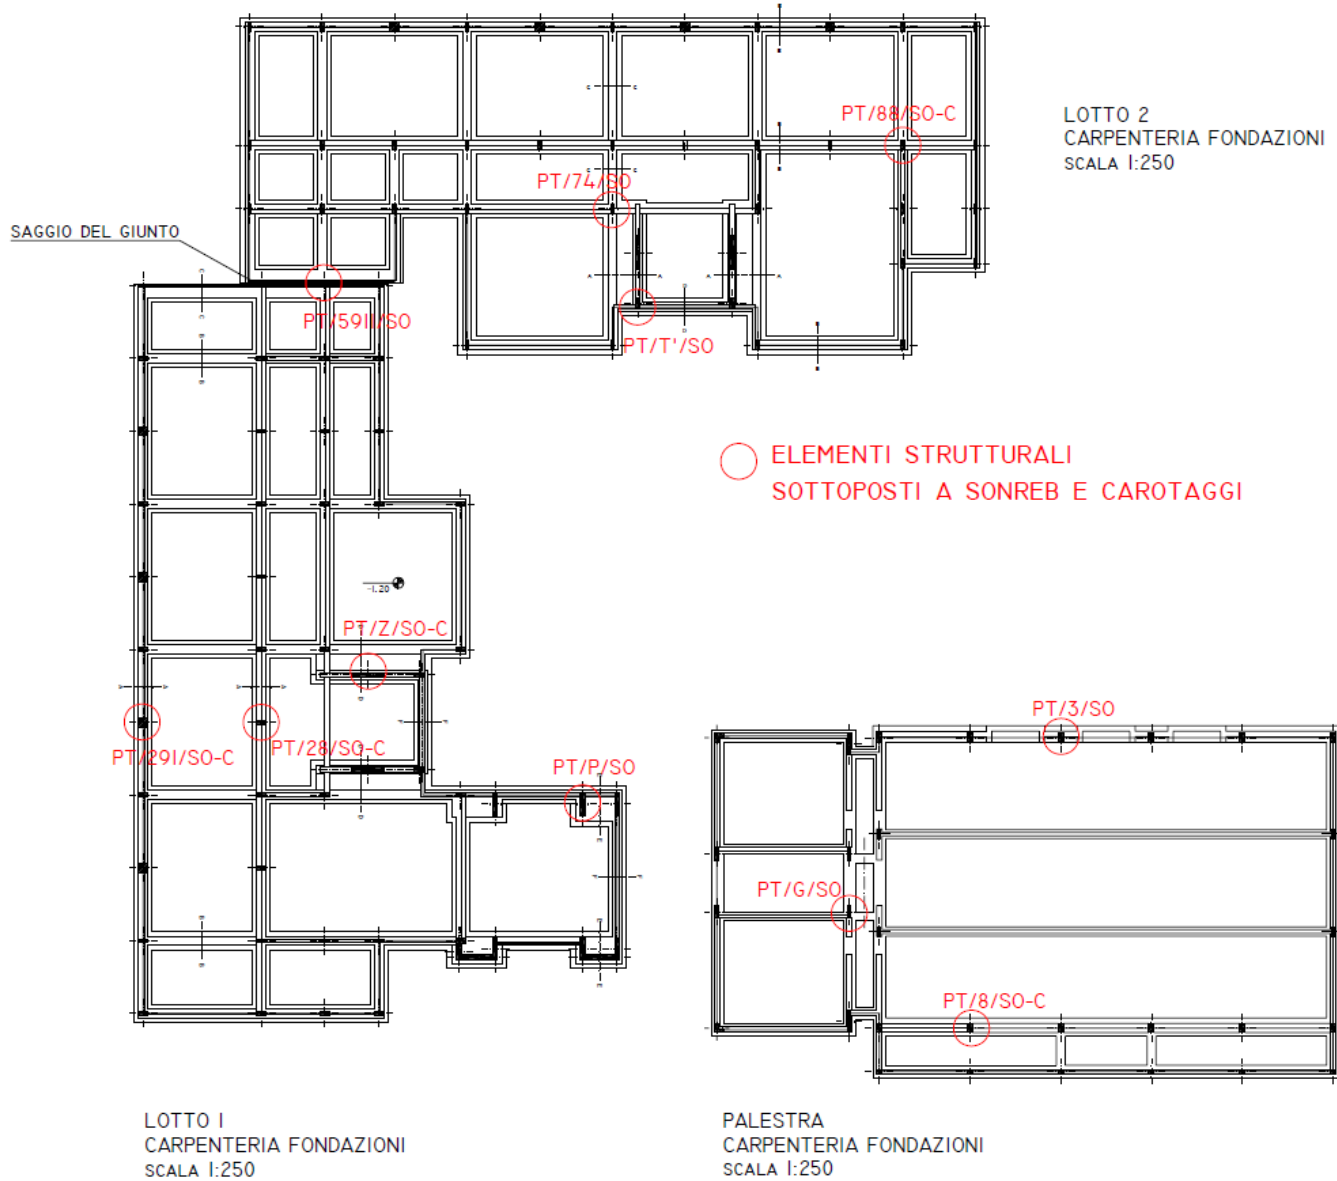 PT/88/SO-C
LOTTO 2
CARPENTERIA FONDAZIONI
SCALA 1:250
PT/74/SO
SAGGIO DEL GIUNTO
PT/59II/SO
PT/T'/SO
ELEMENTI STRUTTURALI
SOTTOPOSTI A SONREB E CAROTAGGI
-1.20
PT/Z/SO-C
PT/29I/SO-C
PT/28/SO-C
PT/P/SO
PT/3/SO
PT/G/SO
PT/8/SO-C
LOTTO I
CARPENTERIA FONDAZIONI
SCALA 1:250
PALESTRA
CARPENTERIA FONDAZIONI
SCALA 1:250